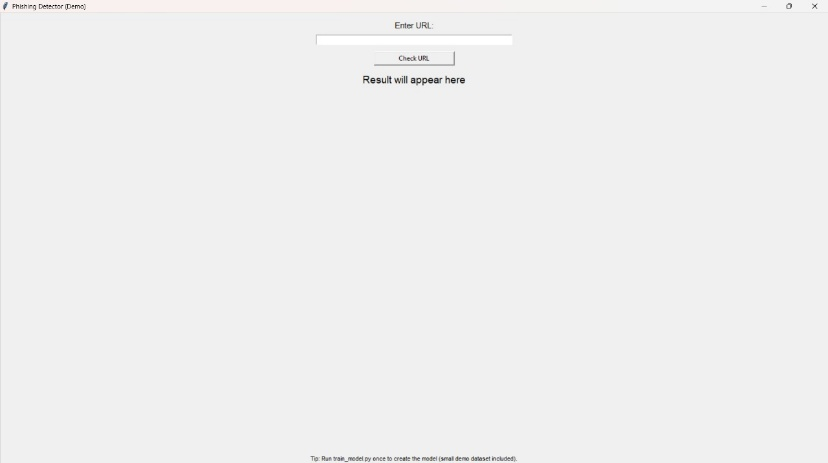 Phishing Detector (Demo)
Enter URL:
Check URL
Result will appear here
Tip: Run train_model.py once to create the model (small demo dataset included).